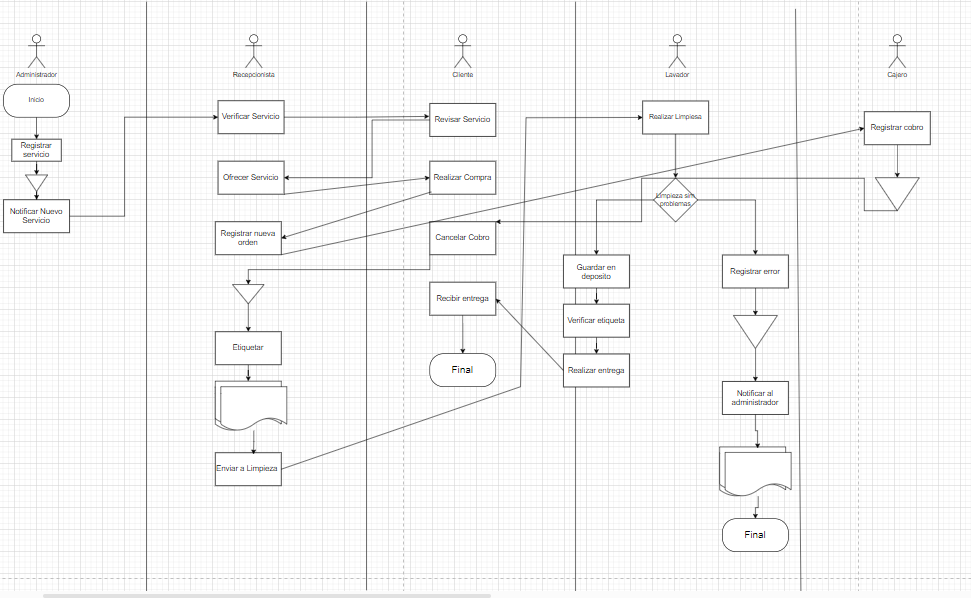 Administrador
Recepcionista
Cliente
Lavador
Cajero
Inicio
Registrar
servicio
Notificar Nuevo
Servicio
Verificar Servicio
Ofrecer Servicio
Registrar nueva
orden
Etiquetar
Enviar a Limpieza
Revisar Servicio
Realizar Compra
Cancelar Cobro
Recibir entrega
Final
Realizar Limpiesa
Limpieza sin
problemas
Guardar en
deposito
Verificar etiqueta
Realizar entrega
Registrar error
Notificar al
administrador
Final
Registrar cobro